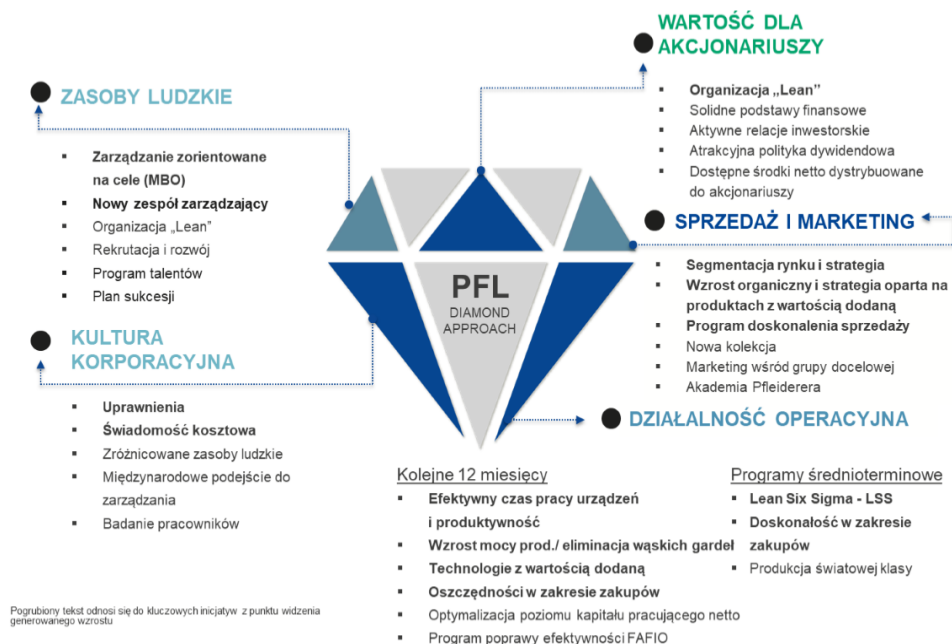 WARTOŚĆ DLA
AKCJONARIUSZY
Organizacja „Lean”
Solidne podstawy finansowe
Aktywne relacje inwestorskie
Atrakcyjna polityka dywidendowa
Dostępne środki netto dystrybuowane
do akcjonariuszy
ZASOBY LUDZKIE
Zarządzanie zorientowane
na cele (MBO)
Nowy zespół zarządzający
Organizacja „Lean”
Rekrutacja i rozwój
Program talentów
Plan sukcesji
SPRZEDAŻ I MARKETING
Segmentacja rynku i strategia
Wzrost organiczny i strategia oparta na
produktach z wartością dodaną
Program doskonalenia sprzedaży
Nowa kolekcja
Marketing wśród grupy docelowej
Akademia Pfleiderera
PFL
DIAMOND
APPROACH
KULTURA
KORPORACYJNA
Uprawnienia
Świadomość kosztowa
Zróżnicowane zasoby ludzkie
Międzynarodowe podejście do
zarządzania
Badanie pracowników
DZIAŁALNOŚĆ OPERACYJNA
Kolejne 12 miesięcy
Efektywny czas pracy urządzeń
i produktywność
Wzrost mocy prod./ eliminacja wąskich gardeł
Technologie z wartością dodaną
Oszczędności w zakresie zakupów
Optymalizacja poziomu kapitału pracującego netto
Program poprawy efektywności FAFIO
Programy średnioterminowe
Lean Six Sigma - LSS
Doskonałość w zakresie
zakupów
Produkcja światowej klasy
Pogrubiony tekst odnosi się do kluczowych inicjatyw z punktu widzenia
generowanego wzrostu